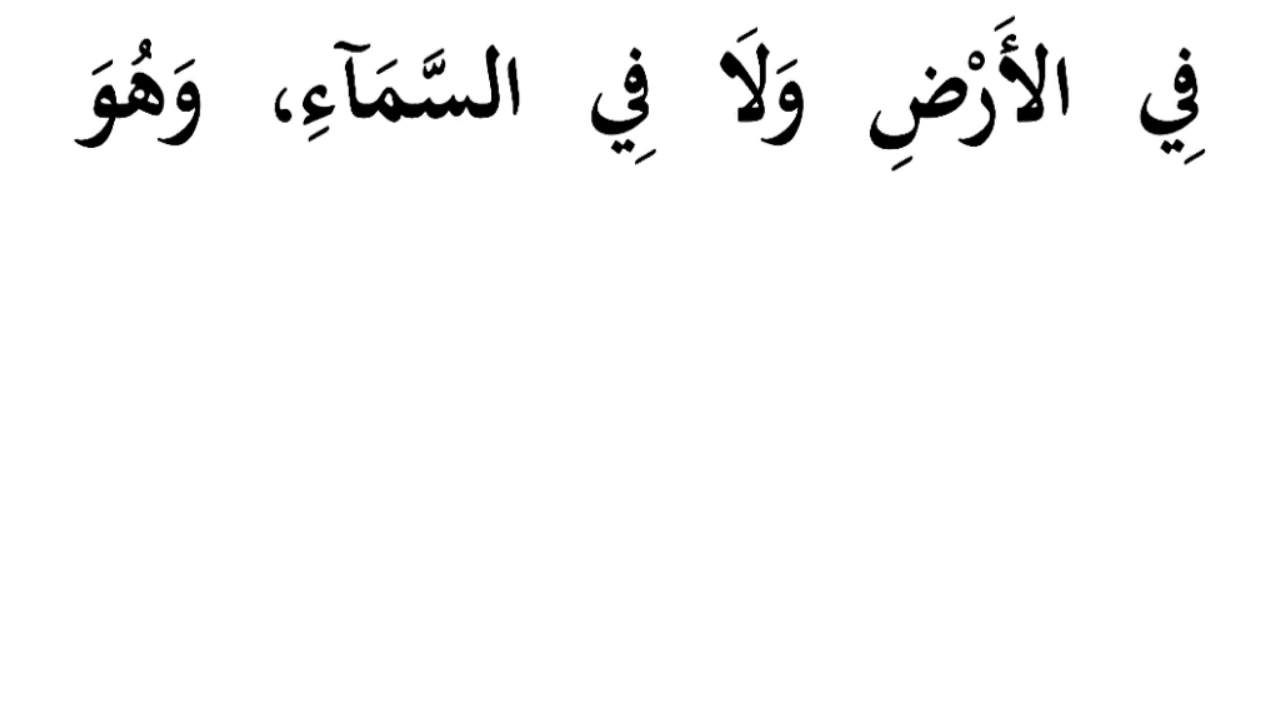 فِي الأَرْضِ وَلَا فِي السَّمَآءِ، وَهُوَ